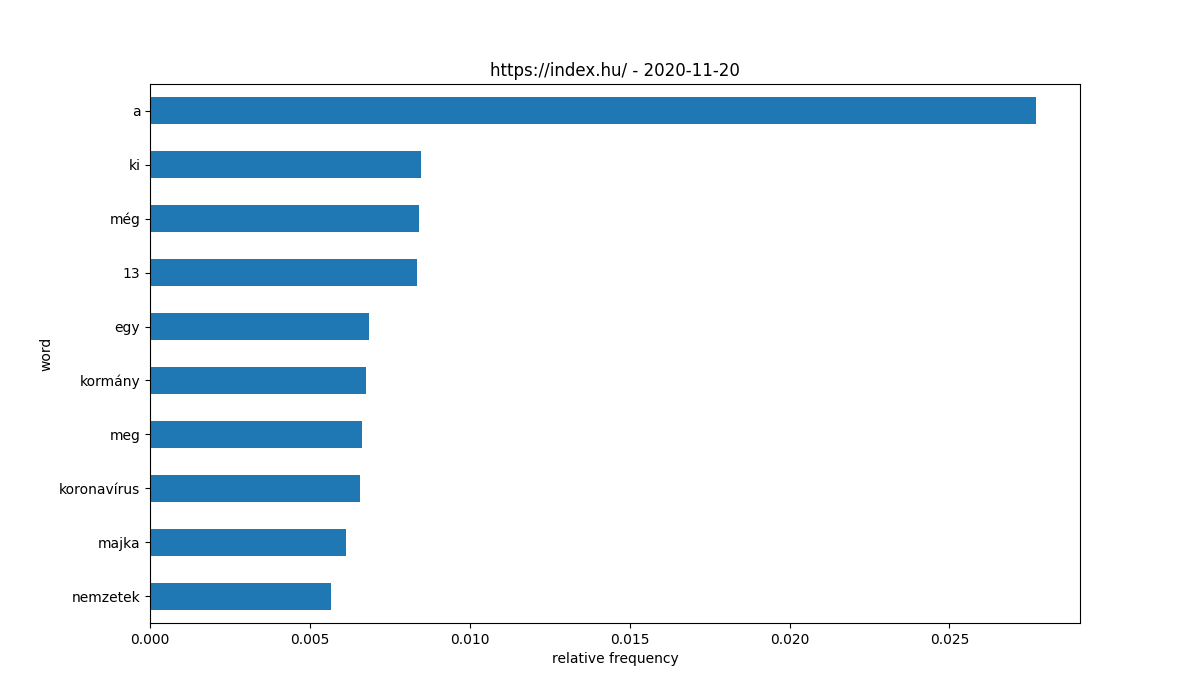 https://index.hu/ - 2020-11-20
a
ki
még
13
egy
kormány
meg
koronavírus
majka
nemzetek
word
0.000 0.005 0.010 0.015 0.020 0.025
relative frequency